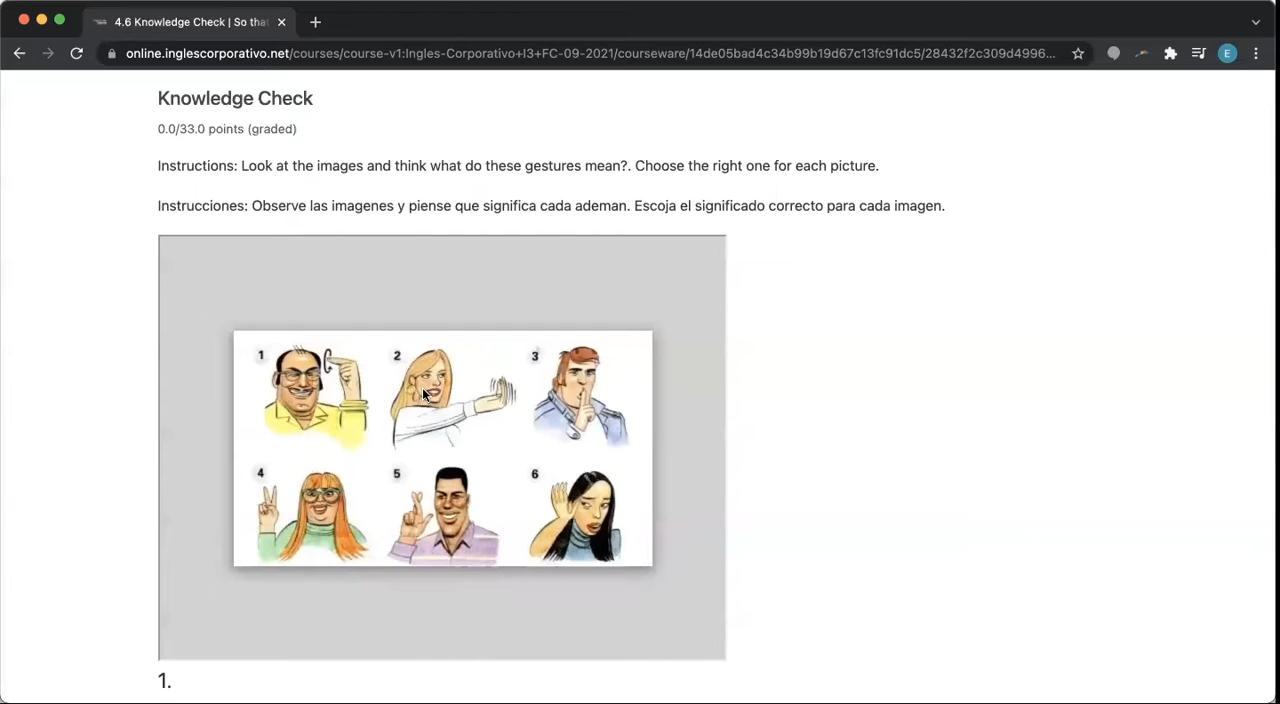 4.6 Knowledge Check | So tha
online.inglescorporativo.net/courses/course-v1:Ingles-Corporativo+I3+FC-09-2021/courseware/14de05bad4c34b99b19d67c13fc91dc5/28432f2c309d4996...
E
Knowledge Check
0.0/33.0 points (graded)
Instructions: Look at the images and think what do these gestures mean?. Choose the right one for each picture.
Instrucciones: Observe las imagenes y piense que significa cada ademan. Escoja el significado correcto para cada imagen.
1 2 3
4 5 6
1.